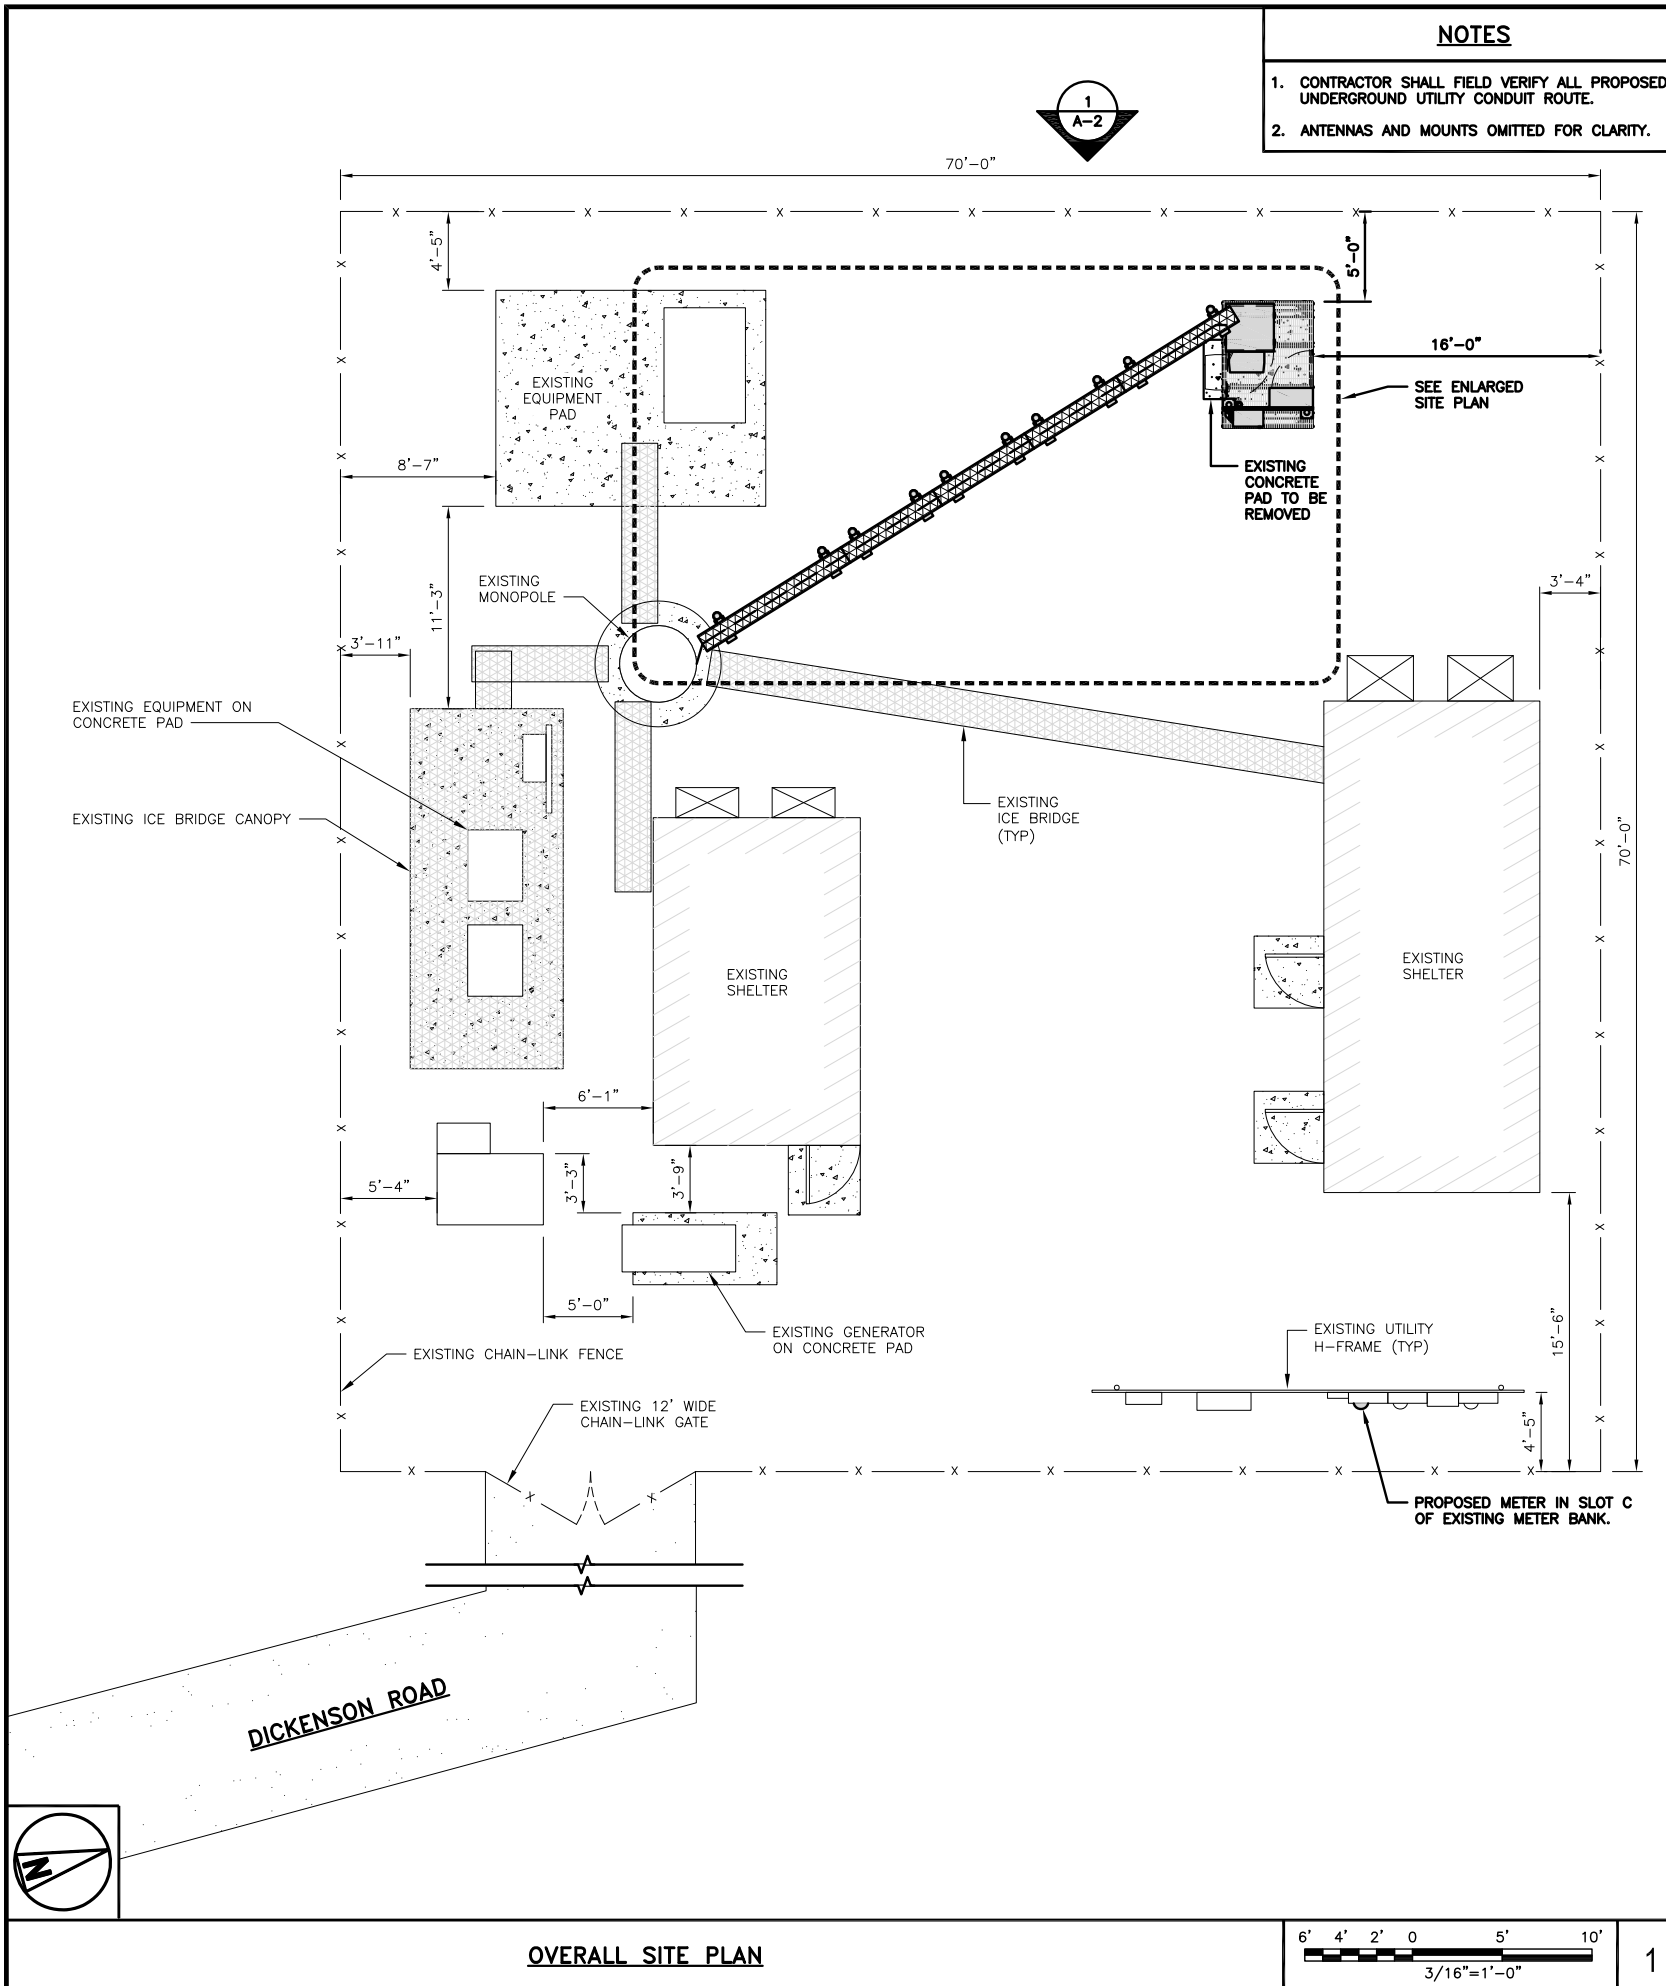 NOTES
1. CONTRACTOR SHALL FIELD VERIFY ALL PROPOSED
UNDERGROUND UTILITY CONDUIT ROUTE.
2. ANTENNAS AND MOUNTS OMITTED FOR CLARITY.
1
A-2
70'-0"
4'-5"
5'-0"
16'-0"
SEE ENLARGED
SITE PLAN
EXISTING
EQUIPMENT
PAD
8'-7"
EXISTING
CONCRETE
PAD TO BE
REMOVED
EXISTING
MONOPOLE
11'-3"
3'-4"
3'-11"
EXISTING EQUIPMENT ON
CONCRETE PAD
EXISTING ICE BRIDGE CANOPY
EXISTING
ICE BRIDGE
(TYP)
70'-0"
EXISTING
SHELTER
EXISTING
SHELTER
6'-1"
5'-4"
3'-3"
3'-9"
5'-0"
EXISTING GENERATOR
ON CONCRETE PAD
EXISTING UTILITY
H-FRAME (TYP)
15'-6"
EXISTING CHAIN-LINK FENCE
EXISTING 12' WIDE
CHAIN-LINK GATE
4'-5"
PROPOSED METER IN SLOT C
OF EXISTING METER BANK.
DICKENSON ROAD
N
OVERALL SITE PLAN
6' 4' 2' 0 5' 10'
3/16"=1'-0"
1